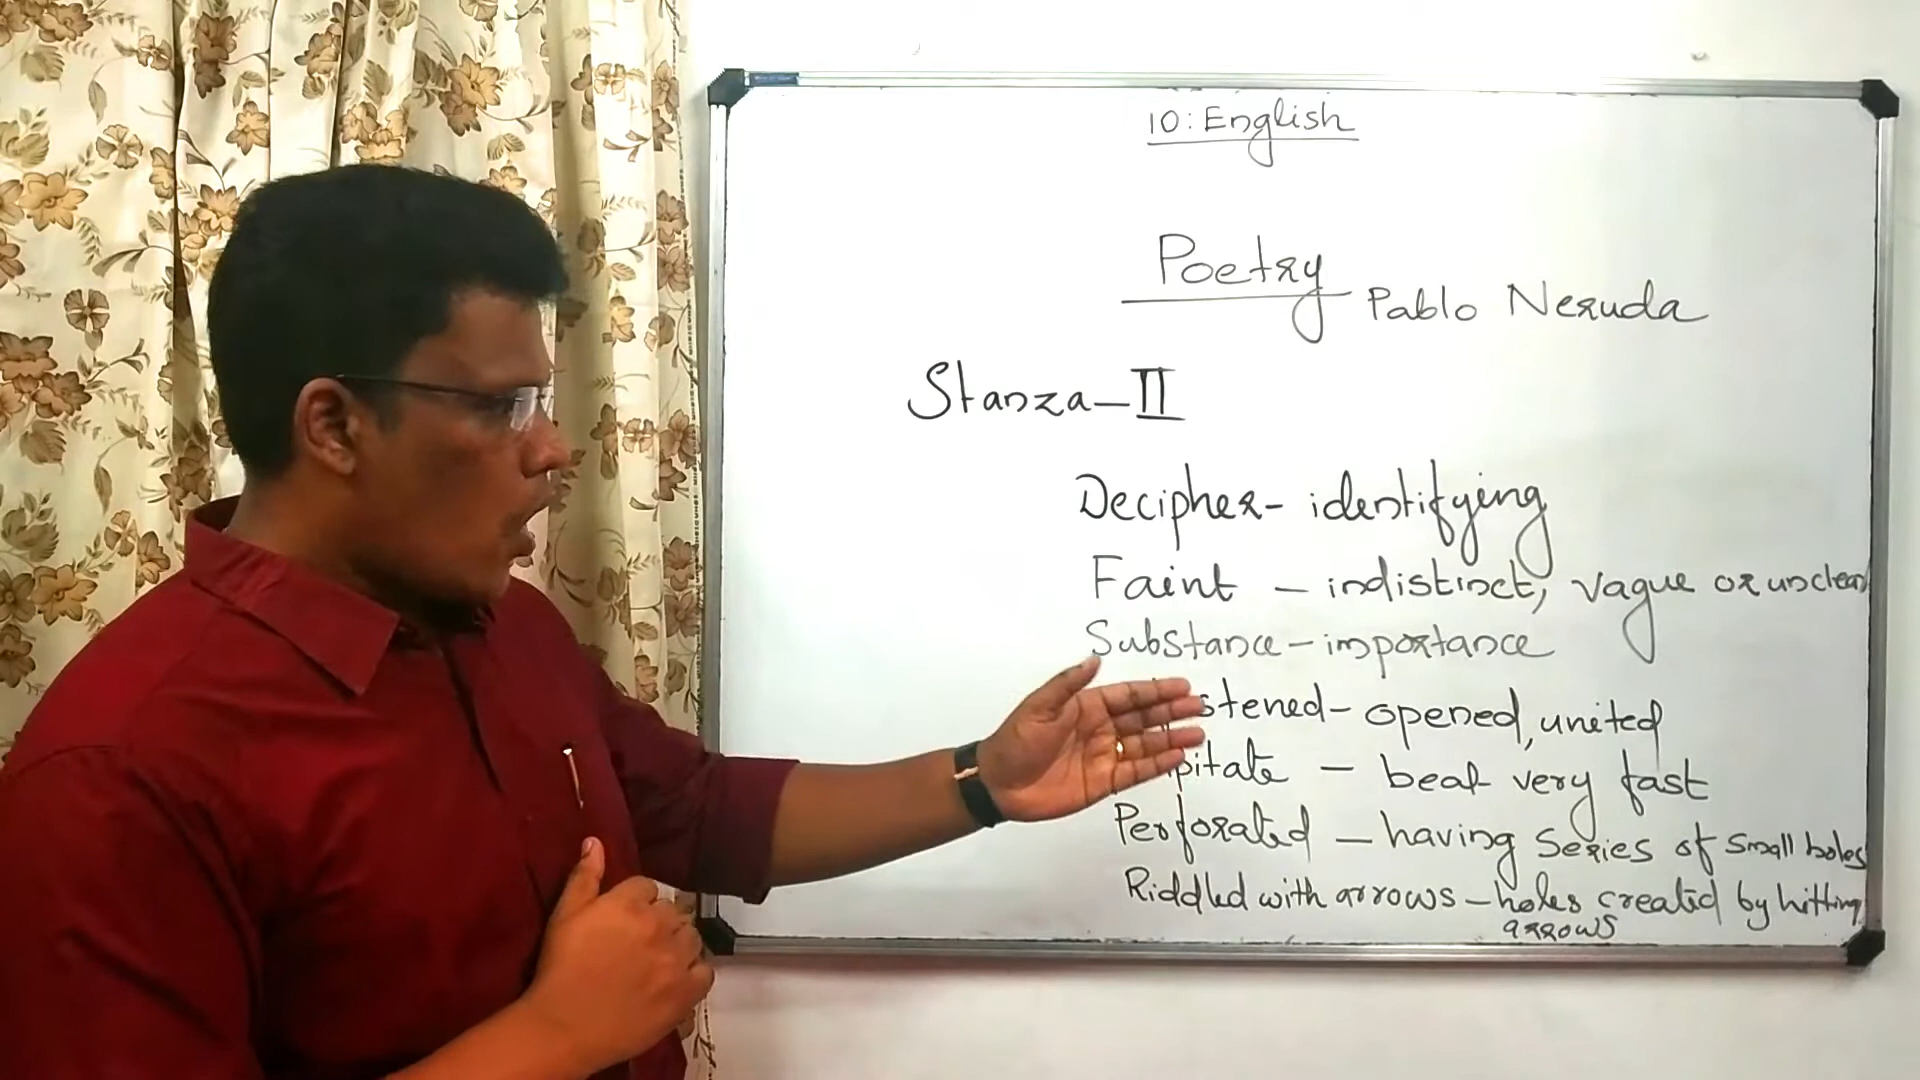 10: English
Poetry
Pablo Neruda
Stanza-II
Decipher- identifying
Faint - indistinct, vague or unclear
Substance - importance
stened - opened, united
pitate - beat very fast
Perforated - having series of small holes
Riddled with arrows - holes created by hitting
arrows